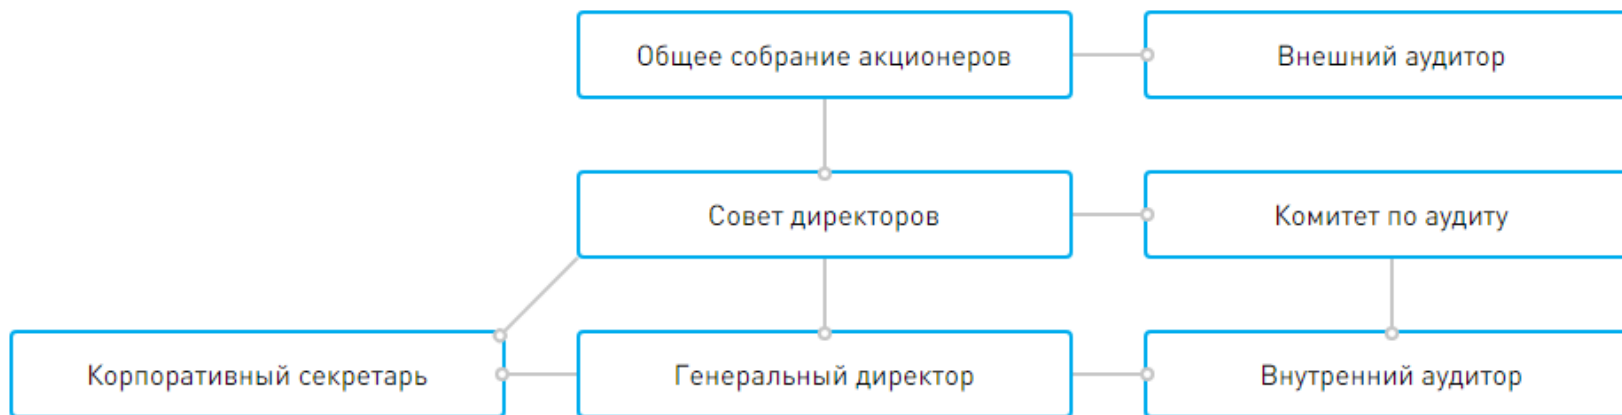 Общее собрание акционеров
Внешний аудитор
Совет директоров
Комитет по аудиту
Корпоративный секретарь
Генеральный директор
Внутренний аудитор